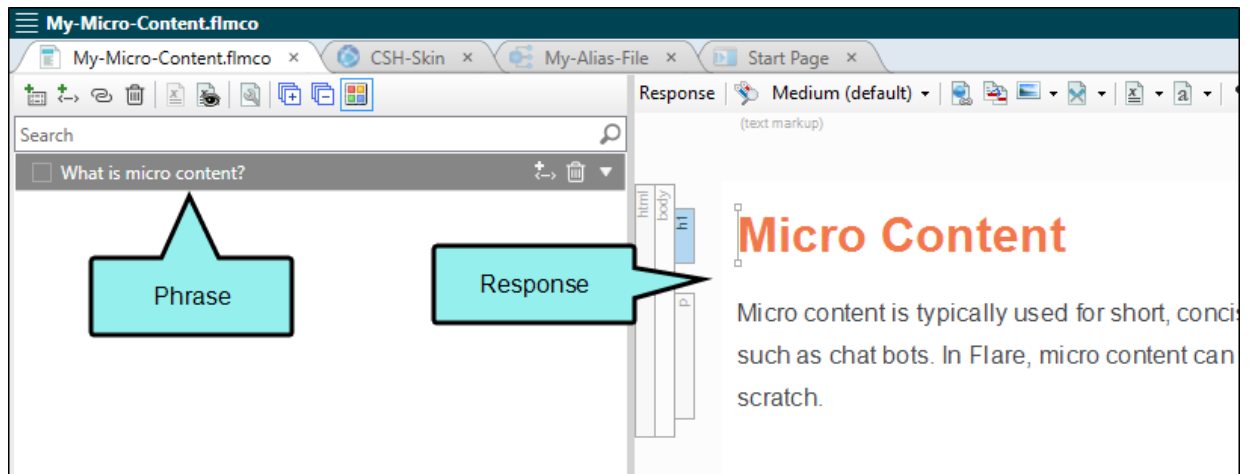 My-Micro-Content.flmco
My-Micro-Content.flmco × CSH-Skin × My-Alias-File × Start Page ×
Response Medium (default)
Search
(text markup)
What is micro content?
html
body
h1
p
Micro Content
Phrase
Response
Micro content is typically used for short,
such as chat bots. In Flare, micro content can
scratch.